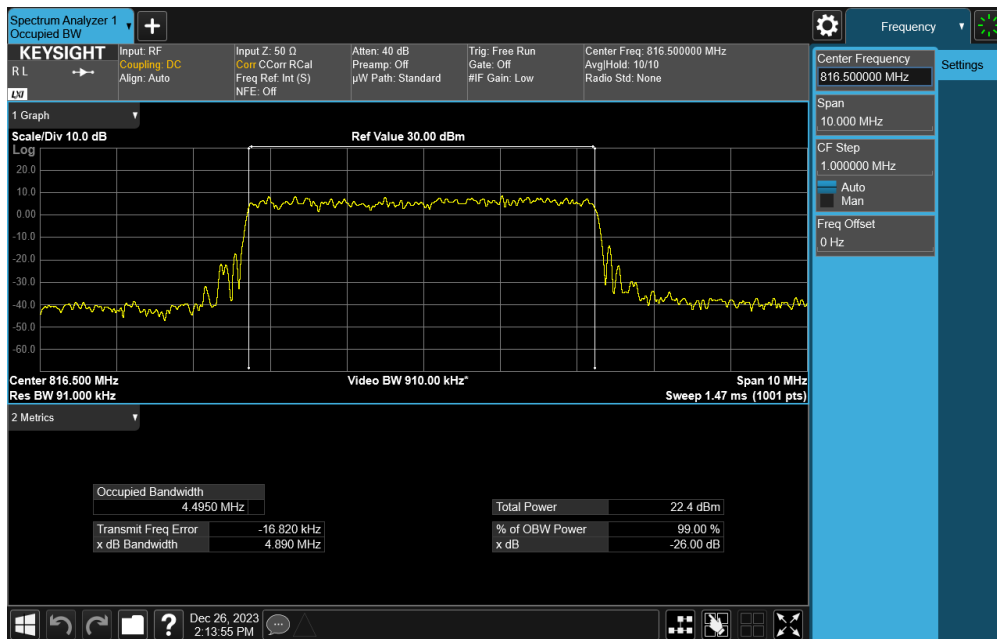 Spectrum Analyzer 1
Occupied BW
Frequency
KEYSIGHT
R L
LXI
Input: RF
Coupling: DC
Align: Auto
Input Z: 50 Ω
Corr CCorr RCal
Freq Ref: Int (S)
NFE: Off
Atten: 40 dB
Preamp: Off
µW Path: Standard
Trig: Free Run
Gate: Off
#IF Gain: Low
Center Freq: 816.500000 MHz
Avg|Hold: 10/10
Radio Std: None
Center Frequency
816.500000 MHz
Settings
Span
10.000 MHz
CF Step
1.000000 MHz
Auto
Man
Freq Offset
0 Hz
1 Graph
Scale/Div 10.0 dB
Ref Value 30.00 dBm
Log
20.0
10.0
0.00
-10.0
-20.0
-30.0
-40.0
-50.0
-60.0
Center 816.500 MHz
Video BW 910.00 kHz*
Span 10 MHz
Res BW 91.000 kHz
Sweep 1.47 ms (1001 pts)
2 Metrics
Occupied Bandwidth
4.4950 MHz
Total Power 22.4 dBm
Transmit Freq Error -16.820 kHz
% of OBW Power 99.00 %
x dB Bandwidth 4.890 MHz
x dB -26.00 dB
?
Dec 26, 2023
2:13:55 PM